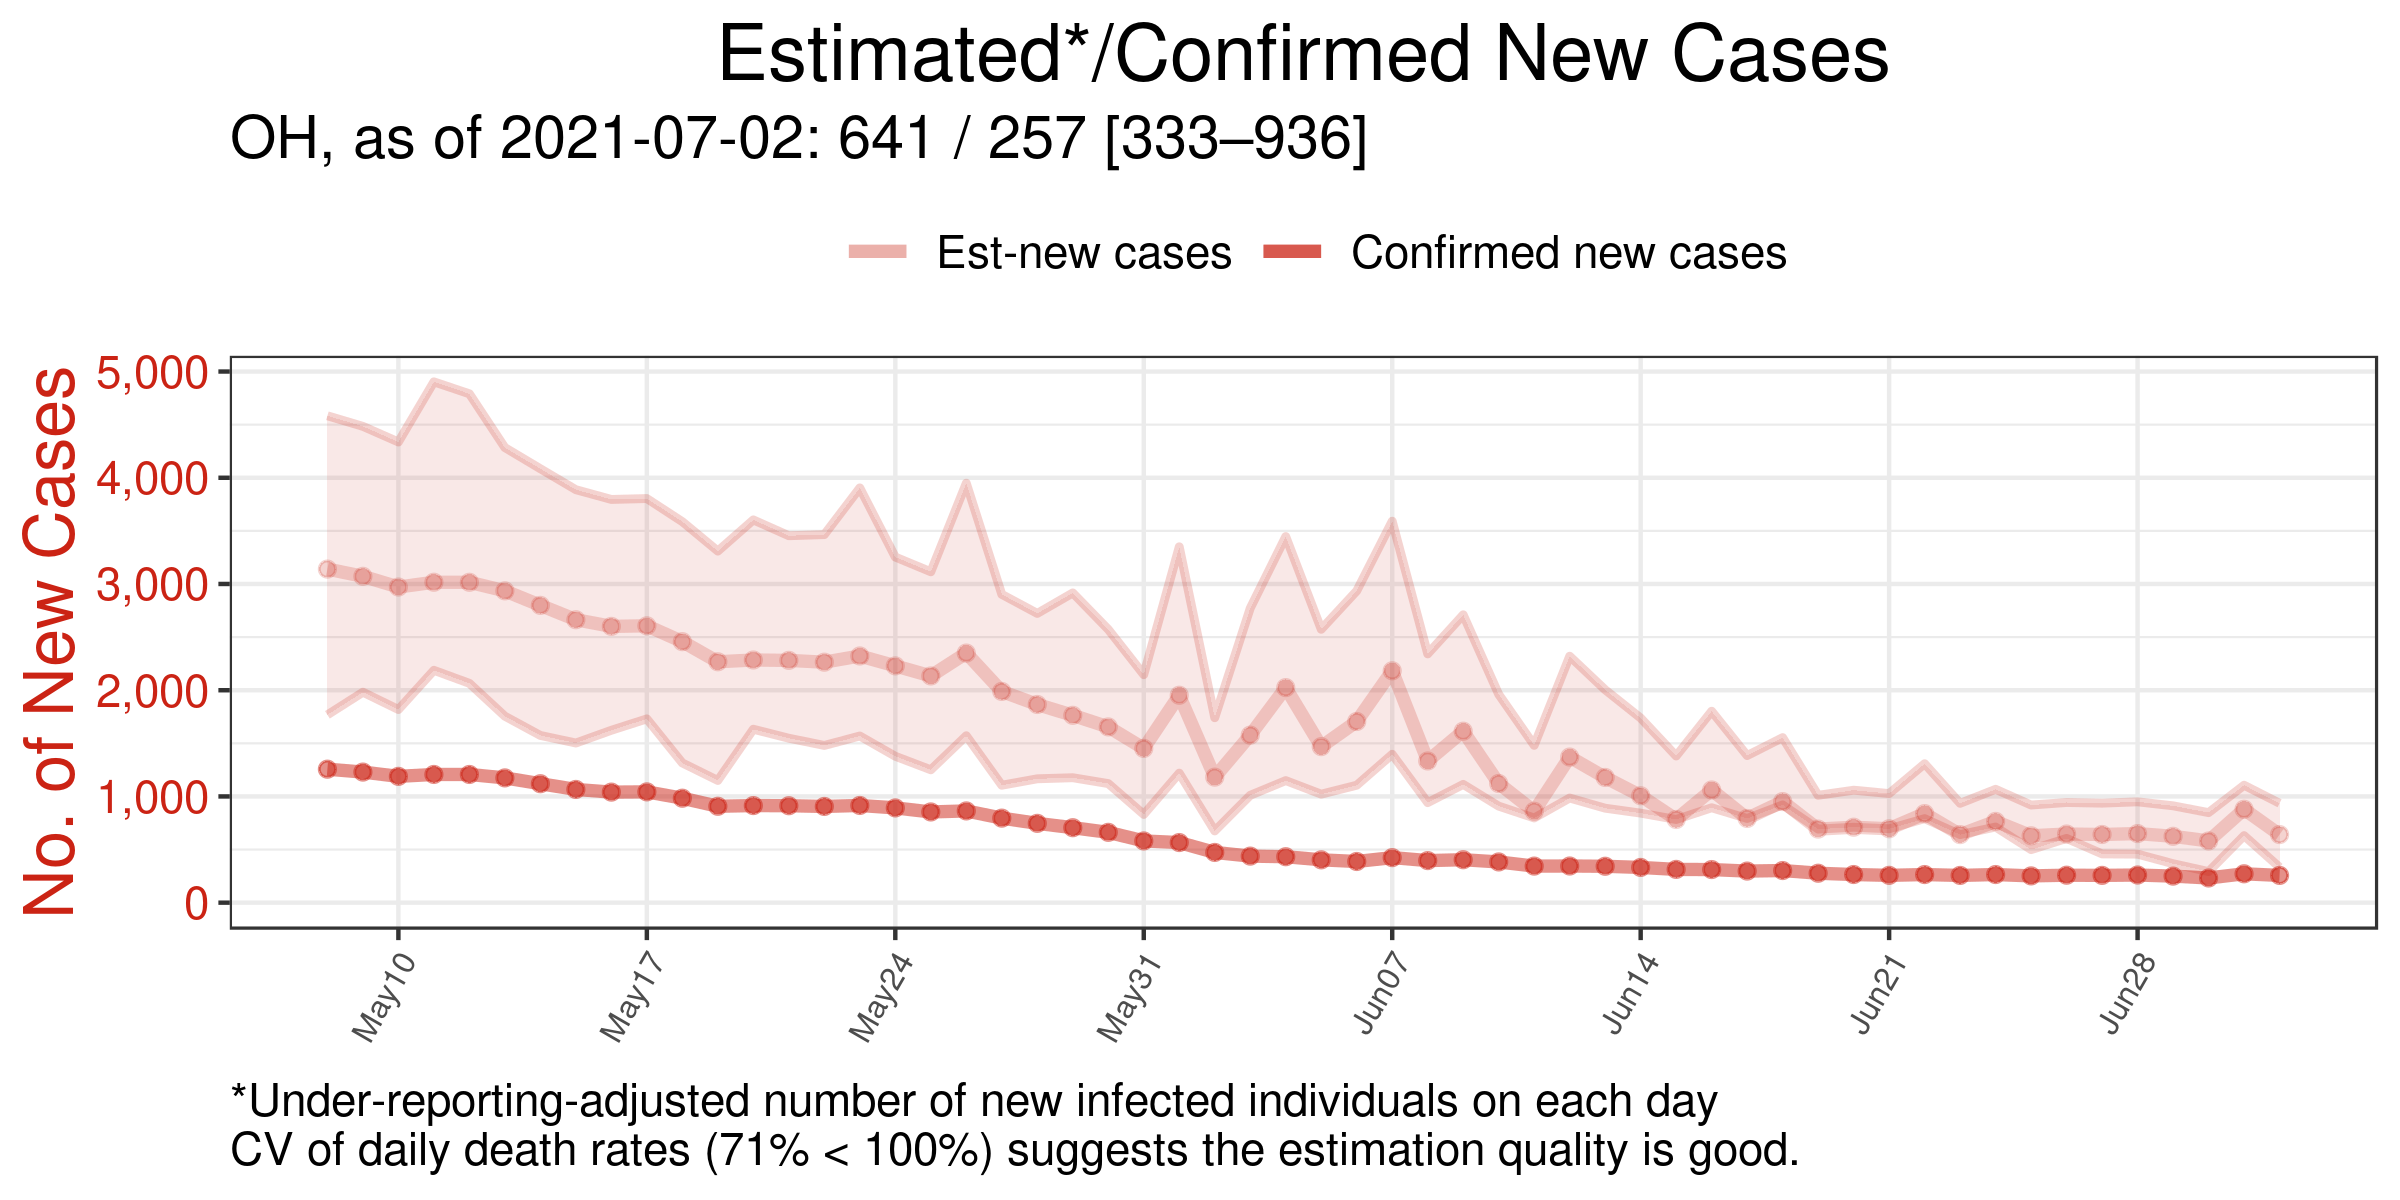 Estimated*/Confirmed New Cases
OH, as of 2021-07-02: 641 / 257 [333–936]
Est-new cases Confirmed new cases
No. of New Cases
5,000
4,000
3,000
2,000
1,000
0
May10 May17 May24 May31 Jun07 Jun14 Jun21 Jun28
*Under-reporting-adjusted number of new infected individuals on each day
CV of daily death rates (71% < 100%) suggests the estimation quality is good.